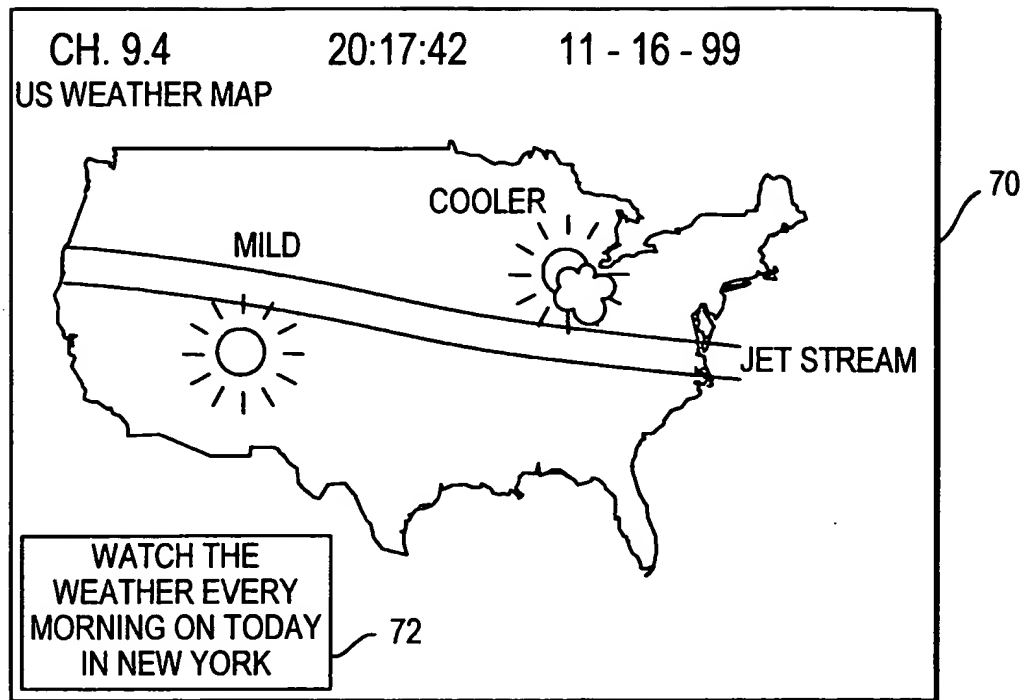 CH. 9.4 20:17:42 11 - 16 - 99
US WEATHER MAP
COOLER
MILD
JET STREAM
WATCH THE
WEATHER EVERY
MORNING ON TODAY
IN NEW YORK
70
72